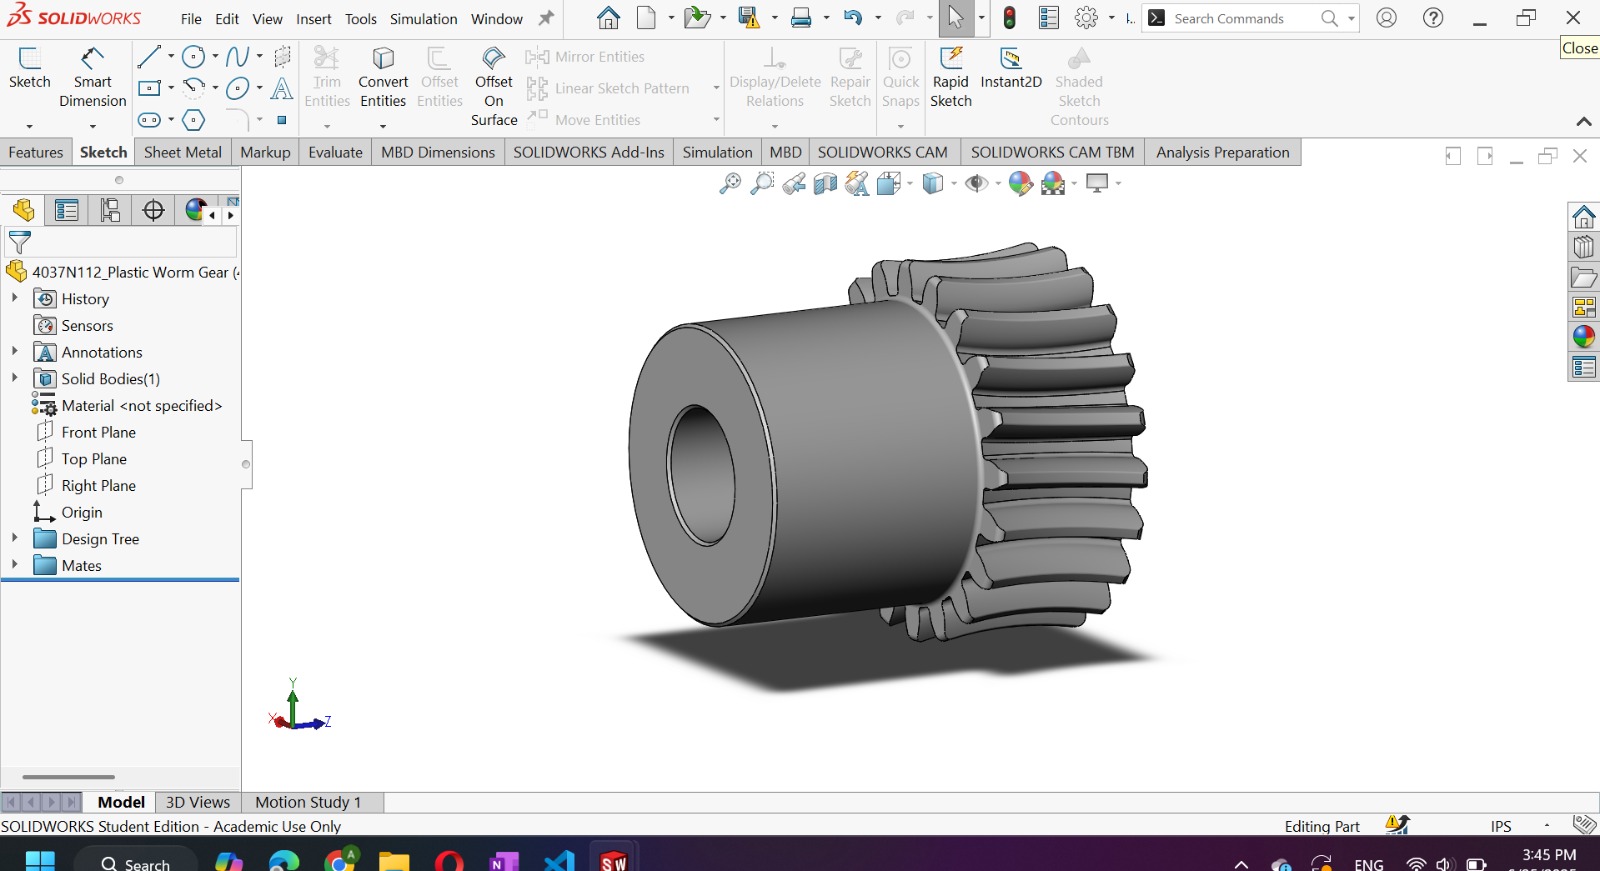 SOLIDWORKS File Edit View Insert Tools Simulation Window Search Commands
Close
Sketch Smart Dimension Trim Entities Convert Entities Offset Entities Offset On Surface Mirror Entities Linear Sketch Pattern Move Entities Display/Delete Relations Repair Sketch Quick Snaps Rapid Sketch Instant2D Shaded Sketch Contours
Features Sketch Sheet Metal Markup Evaluate MBD Dimensions SOLIDWORKS Add-Ins Simulation MBD SOLIDWORKS CAM SOLIDWORKS CAM TBM Analysis Preparation
4037N112_Plastic Worm Gear (
History
Sensors
Annotations
Solid Bodies(1)
Material <not specified>
Front Plane
Top Plane
Right Plane
Origin
Design Tree
Mates
Y
X Z
Model 3D Views Motion Study 1
SOLIDWORKS Student Edition - Academic Use Only Editing Part IPS
Search A N SW ENG 3:45 PM